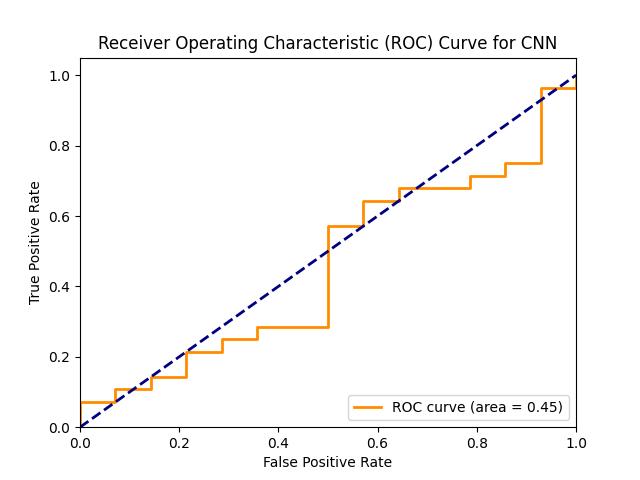 Receiver Operating Characteristic (ROC) Curve for CNN
1.0
0.8
0.6
0.4
0.2
0.0
True Positive Rate
ROC curve (area = 0.45)
0.0 0.2 0.4 0.6 0.8 1.0
False Positive Rate